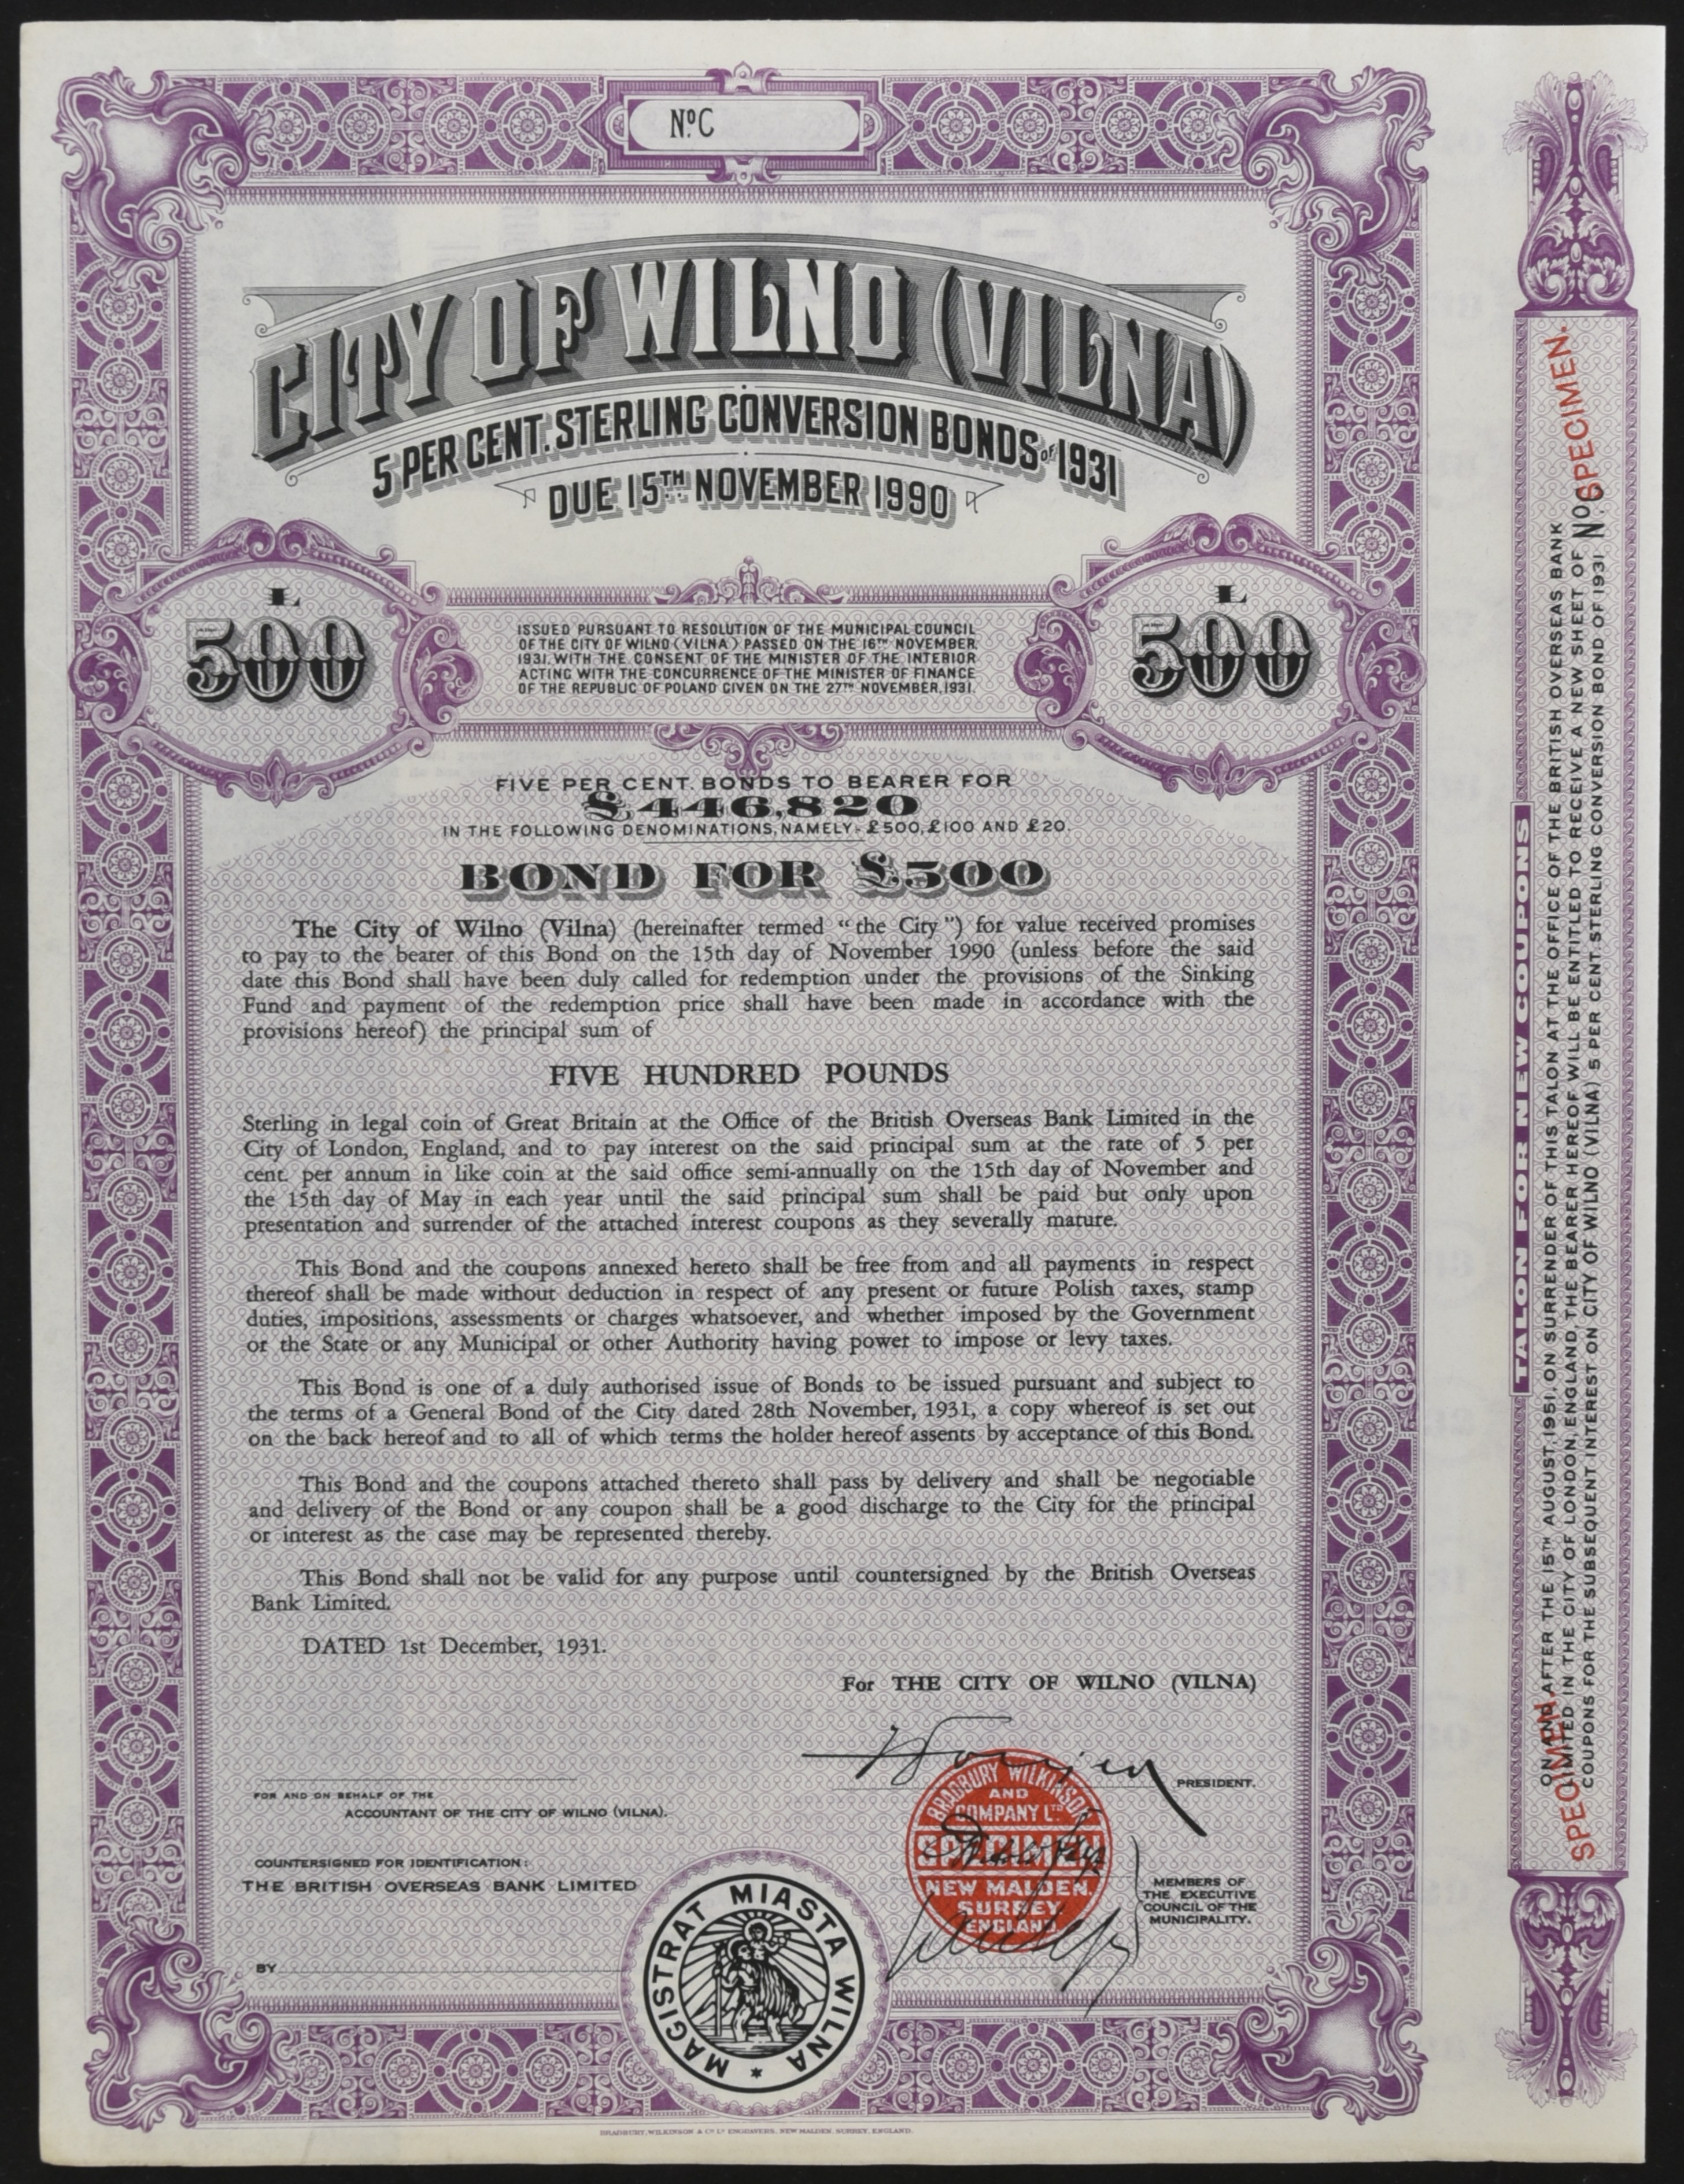 NºC
CITY OF WILNO (VILNA)
5 PER CENT. STERLING CONVERSION BONDS of 1931
DUE 15TH NOVEMBER 1990
L
500
L
500
ISSUED PURSUANT TO RESOLUTION OF THE MUNICIPAL COUNCIL
OF THE CITY OF WILNO (VILNA) PASSED ON THE 16TH NOVEMBER,
1931, WITH THE CONSENT OF THE MINISTER OF THE INTERIOR
ACTING WITH THE CONCURRENCE OF THE MINISTER OF FINANCE
OF THE REPUBLIC OF POLAND GIVEN ON THE 27TH NOVEMBER, 1931.
FIVE PER CENT. BONDS TO BEARER FOR
£446,820
IN THE FOLLOWING DENOMINATIONS, NAMELY:- £500, £100 AND £20.
BOND FOR £500
The City of Wilno (Vilna) (hereinafter termed "the City") for value received promises
to pay to the bearer of this Bond on the 15th day of November 1990 (unless before the said
date this Bond shall have been duly called for redemption under the provisions of the Sinking
Fund and payment of the redemption price shall have been made in accordance with the
provisions hereof) the principal sum of
FIVE HUNDRED POUNDS
Sterling in legal coin of Great Britain at the Office of the British Overseas Bank Limited in the
City of London, England, and to pay interest on the said principal sum at the rate of 5 per
cent. per annum in like coin at the said office semi-annually on the 15th day of November and
the 15th day of May in each year until the said principal sum shall be paid but only upon
presentation and surrender of the attached interest coupons as they severally mature.
This Bond and the coupons annexed hereto shall be free from and all payments in respect
thereof shall be made without deduction in respect of any present or future Polish taxes, stamp
duties, impositions, assessments or charges whatsoever, and whether imposed by the Government
or the State or any Municipal or other Authority having power to impose or levy taxes.
This Bond is one of a duly authorised issue of Bonds to be issued pursuant and subject to
the terms of a General Bond of the City dated 28th November, 1931, a copy whereof is set out
on the back hereof and to all of which terms the holder hereof assents by acceptance of this Bond.
This Bond and the coupons attached thereto shall pass by delivery and shall be negotiable
and delivery of the Bond or any coupon shall be a good discharge to the City for the principal
or interest as the case may be represented thereby.
This Bond shall not be valid for any purpose until countersigned by the British Overseas
Bank Limited.
DATED 1st December, 1931.
For THE CITY OF WILNO (VILNA)
PRESIDENT.
FOR AND ON BEHALF OF THE
ACCOUNTANT OF THE CITY OF WILNO (VILNA).
COUNTERSIGNED FOR IDENTIFICATION:
THE BRITISH OVERSEAS BANK LIMITED
BY
BRADBURY WILKINSON
AND
COMPANY LTD
SPECIMEN
NEW MALDEN.
SURREY
ENGLAND
MEMBERS OF
THE EXECUTIVE
COUNCIL OF THE
MUNICIPALITY.
MAGISTRAT MIASTA WILNA
BRADBURY, WILKINSON & Co Ld ENGRAVERS, NEW MALDEN, SURREY, ENGLAND.
TALON FOR NEW COUPONS
ON AND AFTER THE 15TH AUGUST, 1951, ON SURRENDER OF THIS TALON AT THE OFFICE OF THE BRITISH OVERSEAS BANK
LIMITED IN THE CITY OF LONDON, ENGLAND, THE BEARER HEREOF WILL BE ENTITLED TO RECEIVE A NEW SHEET OF
COUPONS FOR THE SUBSEQUENT INTEREST ON CITY OF WILNO (VILNA) 5 PER CENT. STERLING CONVERSION BOND OF 1931 No. C
SPECIMEN
SPECIMEN.